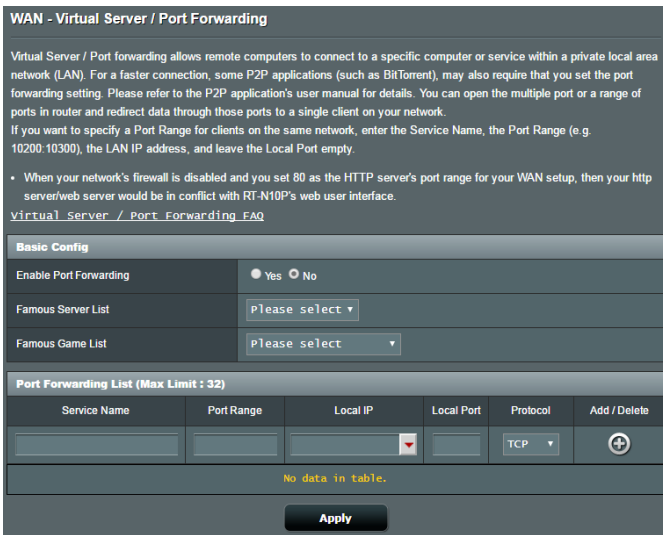 WAN - Virtual Server / Port Forwarding
Virtual Server / Port forwarding allows remote computers to connect to a specific computer or service within a private local area
network (LAN). For a faster connection, some P2P applications (such as BitTorrent), may also require that you set the port
forwarding setting. Please refer to the P2P application's user manual for details. You can open the multiple port or a range of
ports in router and redirect data through those ports to a single client on your network.
If you want to specify a Port Range for clients on the same network, enter the Service Name, the Port Range (e.g.
10200:10300), the LAN IP address, and leave the Local Port empty.
• When your network's firewall is disabled and you set 80 as the HTTP server's port range for your WAN setup, then your http
server/web server would be in conflict with RT-N10P's web user interface.
Virtual Server / Port Forwarding FAQ
Basic Config
Enable Port Forwarding Yes No
Famous Server List Please select
Famous Game List Please select
Port Forwarding List (Max Limit : 32)
Service Name Port Range Local IP Local Port Protocol Add / Delete
TCP
No data in table.
Apply